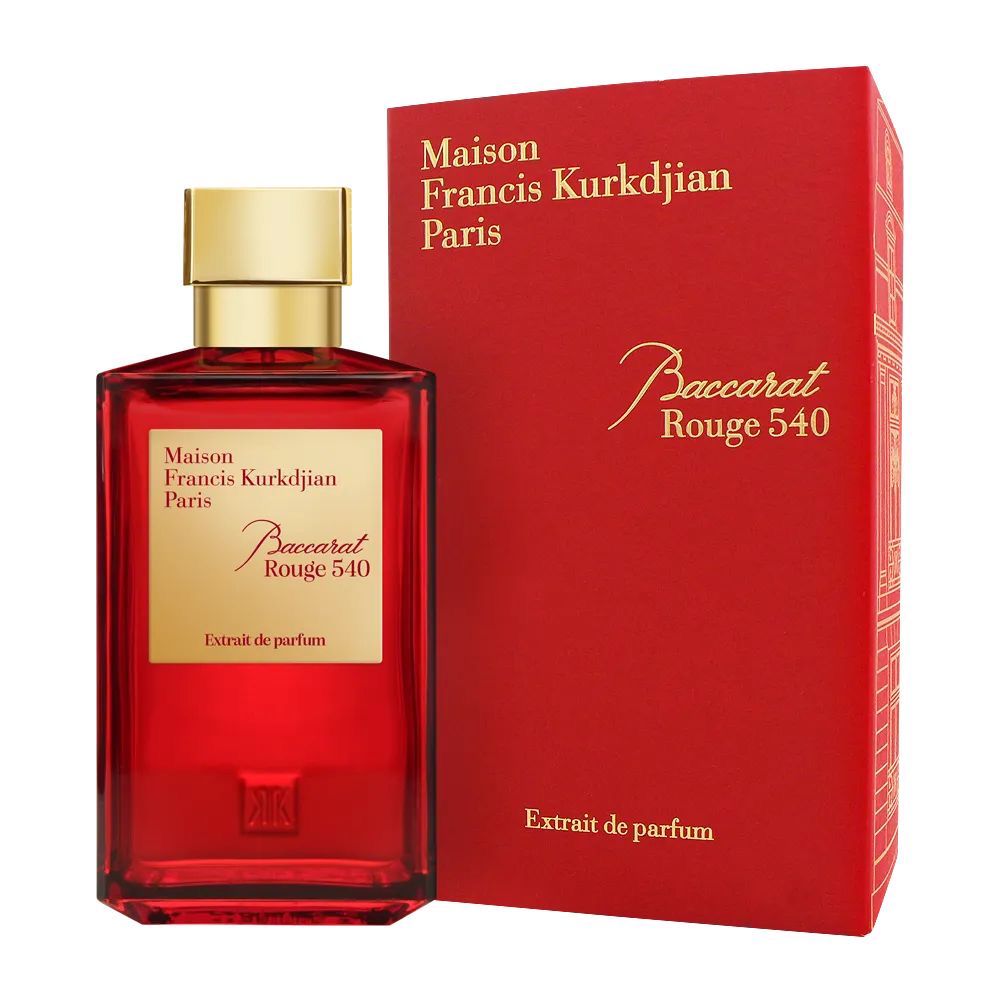 Maison
Francis Kurkdjian
Paris
Baccarat
Rouge 540
Extrait de parfum
Maison
Francis Kurkdjian
Paris
Baccarat
Rouge 540
Extrait de parfum